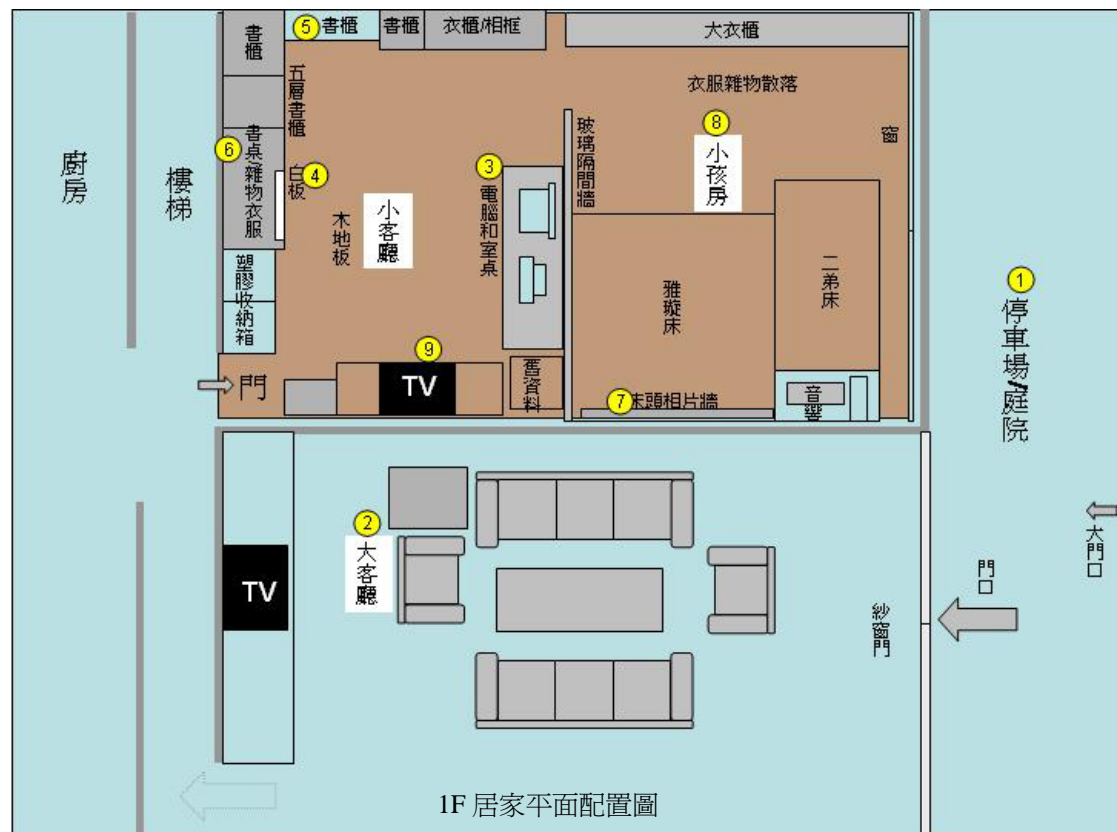 書櫃
⑤ 書櫃
書櫃
衣櫃/相框
大衣櫃
五層書櫃
衣服雜物散落
⑧
小孩房
窗
玻璃隔間牆
廚房
樓梯
⑥
書桌/雜物衣服
④
白板
③
電腦和室桌
小客廳
木地板
塑膠收納箱
雅璇床
二弟床
①
停車場/庭院
⑨
TV
門
舊資料
⑦ 床頭相片牆
音響
②
大客廳
TV
紗窗門
門口
大門口
1F 居家平面配置圖